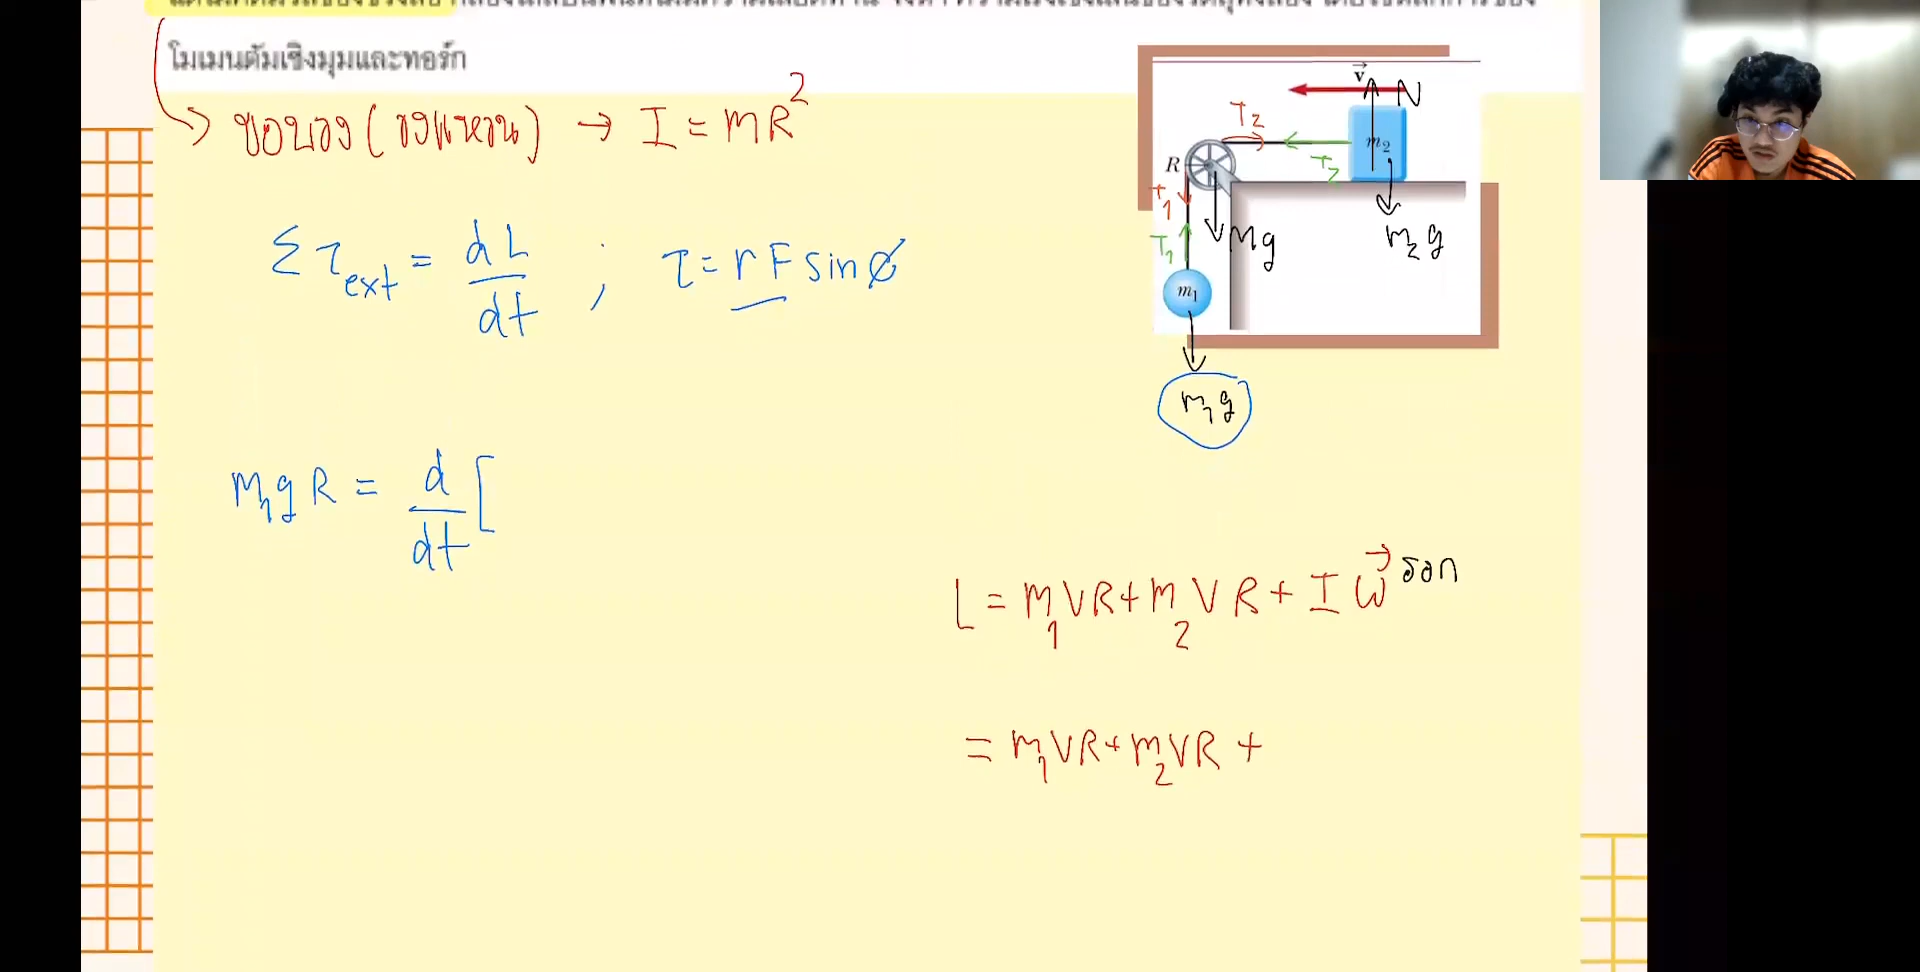 โมเมนตัมเชิงมุมและทอร์ก
ขอบวง (วงแหวน) → I = mR²
Στext = dL/dt ; τ = rF sinφ
v N
T2
m2
R T2
T1
T1 Mg m2g
m1
m1g
m1gR = d/dt [
L = m1VR + m2VR + Iω รอก
= m1VR + m2VR +